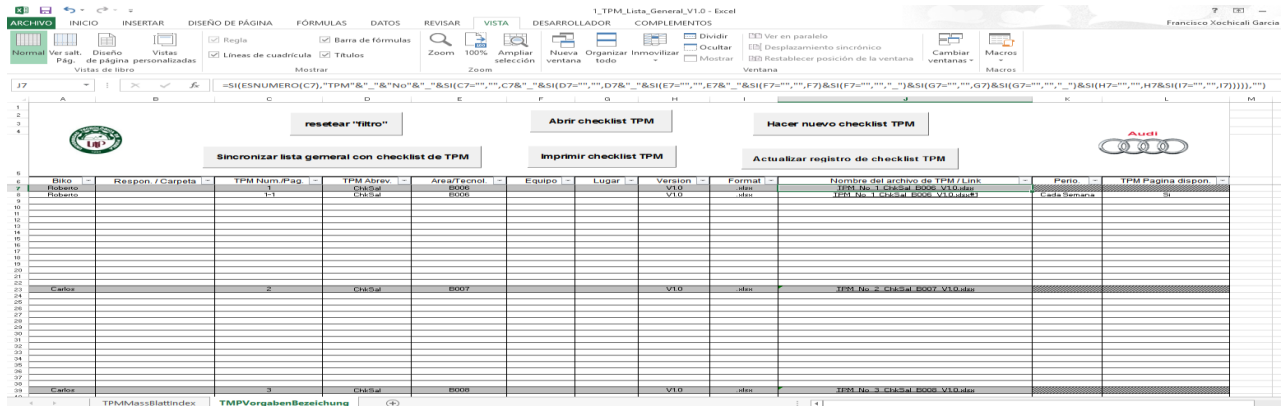 1_TPM_Lista_General_V1.0 - Excel
ARCHIVO INICIO INSERTAR DISEÑO DE PÁGINA FÓRMULAS DATOS REVISAR VISTA DESARROLLADOR COMPLEMENTOS Francisco Xochicali Garcia
Normal Ver salt. Pág. Diseño de página Vistas personalizadas
Regla Barra de fórmulas
Líneas de cuadrícula Títulos
Zoom 100% Ampliar selección
Nueva ventana Organizar todo Inmovilizar
Dividir
Ocultar
Mostrar
Ver en paralelo
Desplazamiento sincrónico
Restablecer posición de la ventana
Cambiar ventanas Macros
Vistas de libro Mostrar Zoom Ventana Macros
J7 fx =SI(ESNUMERO(C7),"TPM"&"_"&"No"&"_"&SI(C7="","",C7&"_"&SI(D7="","",D7&"_"&SI(E7="","",E7&"_"&SI(F7="","",F7)&SI(F7="","","_")&SI(G7="","",G7)&SI(G7="","","_")&SI(H7="","",H7&SI(I7="","",I7))))),"")
A B C D E F G H I J K L M
resetear "filtro" Abrir checklist TPM Hacer nuevo checklist TPM
Audi
Sincronizar lista gemeral con checklist de TPM Imprimir checklist TPM Actualizar registro de checklist TPM
Biko Respon. / Carpeta TPM Num./Pag. TPM Abrev. Area/Tecnol. Equipo Lugar Version Format Nombre del archivo de TPM / Link Perio. TPM Pagina dispon.
7 Roberto 1 ChkSal B006 V1.0 .xlsx TPM_No_1_ChkSal_B006_V1.0.xlsx
8 Roberto 1-1 ChkSal B006 V1.0 .xlsx Cada Semana Si
23 Carlos 2 ChkSal B007 V1.0 .xlsx TPM_No_2_ChkSal_B007_V1.0.xlsx
39 Carlos 3 ChkSal B008 V1.0 .xlsx TPM_No_3_ChkSal_B008_V1.0.xlsx
TPMMassBlattIndex TMPVorgabenBezeichung